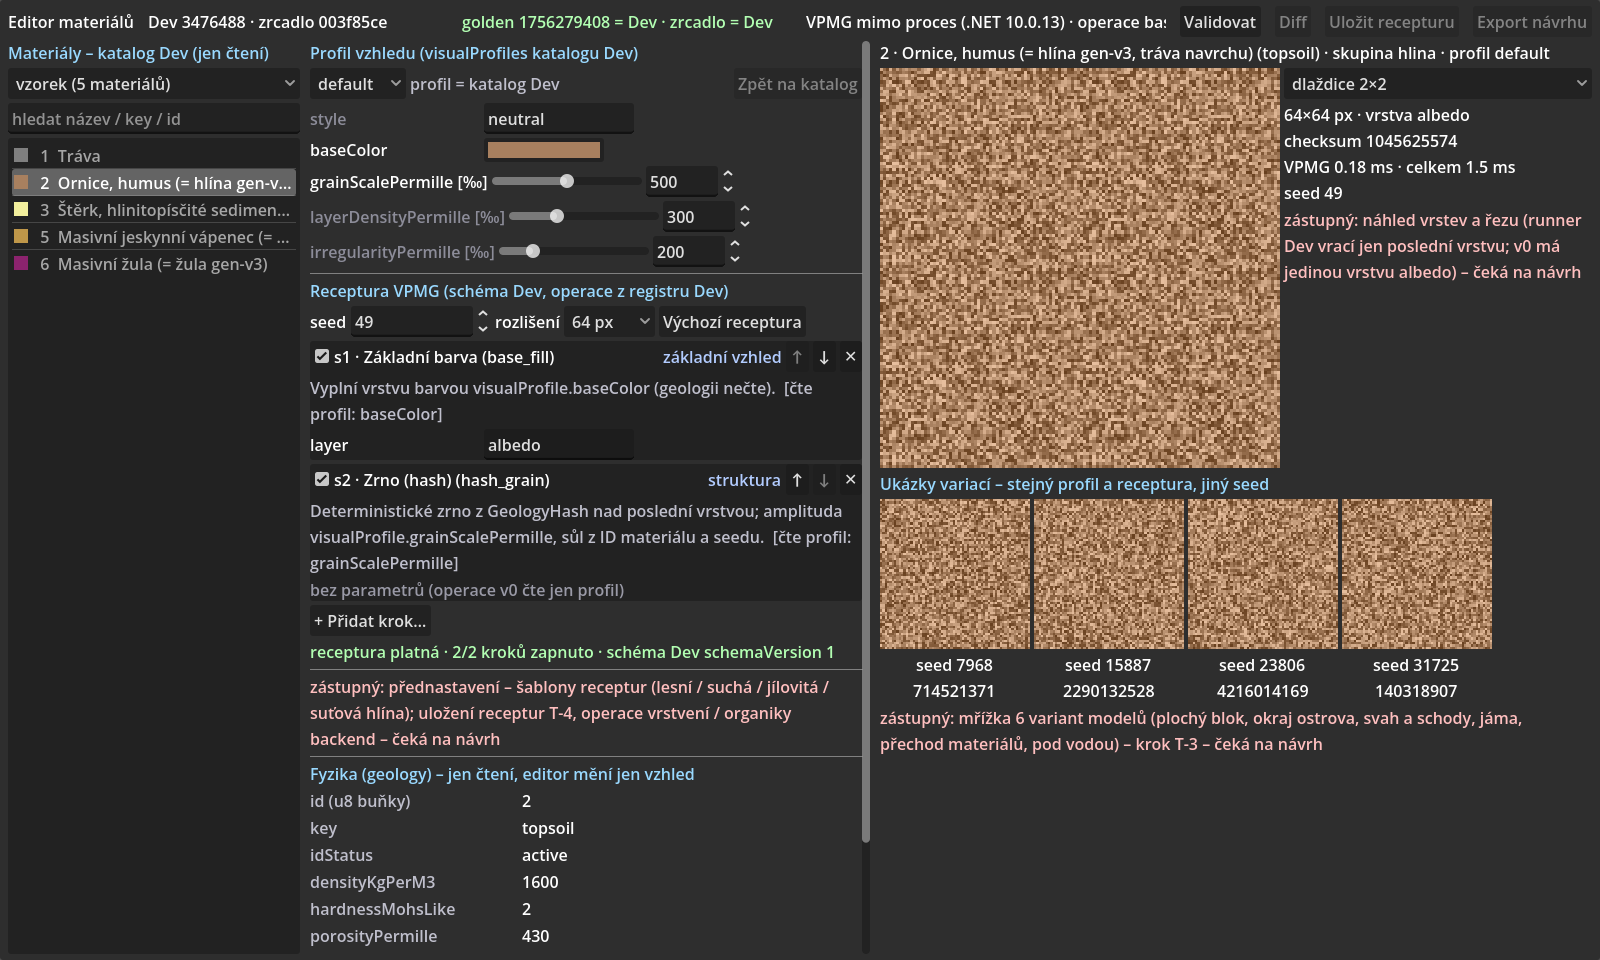 Editor materiálů Dev 3476488 · zrcadlo 003f85ce golden 1756279408 = Dev · zrcadlo = Dev VPMG mimo proces (.NET 10.0.13) · operace Validovat Diff Uložit recepturu Export návrhu
Materiály – katalog Dev (jen čtení)
vzorek (5 materiálů)
hledat název / key / id
1 Tráva
2 Ornice, humus (= hlína gen-v...
3 Štěrk, hlinitopísčité sedimen...
5 Masivní jeskynní vápenec (= ...
6 Masivní žula (= žula gen-v3)
Profil vzhledu (visualProfiles katalogu Dev)
default profil = katalog Dev Zpět na katalog
style neutral
baseColor
grainScalePermille [‰] 500
layerDensityPermille [‰] 300
irregularityPermille [‰] 200
Receptura VPMG (schéma Dev, operace z registru Dev)
seed 49 rozlišení 64 px Výchozí receptura
s1 · Základní barva (base_fill) základní vzhled ↑ ↓ ✕
Vyplní vrstvu barvou visualProfile.baseColor (geologii nečte). [čte
profil: baseColor]
layer albedo
s2 · Zrno (hash) (hash_grain) struktura ↑ ↓ ✕
Deterministické zrno z GeologyHash nad poslední vrstvou; amplituda
visualProfile.grainScalePermille, sůl z ID materiálu a seedu. [čte profil:
grainScalePermille]
bez parametrů (operace v0 čte jen profil)
+ Přidat krok...
receptura platná · 2/2 kroků zapnuto · schéma Dev schemaVersion 1
zástupný: přednastavení – šablony receptur (lesní / suchá / jílovitá /
suťová hlína); uložení receptur T-4, operace vrstvení / organiky
backend – čeká na návrh
Fyzika (geology) – jen čtení, editor mění jen vzhled
id (u8 buňky) 2
key topsoil
idStatus active
densityKgPerM3 1600
hardnessMohsLike 2
porosityPermille 430
2 · Ornice, humus (= hlína gen-v3, tráva navrchu) (topsoil) · skupina hlina · profil default
dlaždice 2×2
64×64 px · vrstva albedo
checksum 1045625574
VPMG 0.18 ms · celkem 1.5 ms
seed 49
zástupný: náhled vrstev a řezu (runner
Dev vrací jen poslední vrstvu; v0 má
jedinou vrstvu albedo) – čeká na návrh
Ukázky variací – stejný profil a receptura, jiný seed
seed 7968 seed 15887 seed 23806 seed 31725
714521371 2290132528 4216014169 140318907
zástupný: mřížka 6 variant modelů (plochý blok, okraj ostrova, svah a schody, jáma,
přechod materiálů, pod vodou) – krok T-3 – čeká na návrh